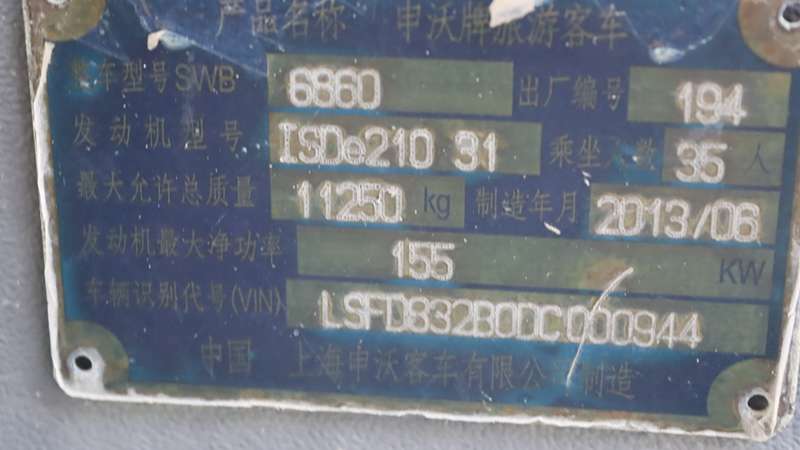 产品名称 申沃牌旅游客车
整车型号SWB 6860 出厂编号 194
发动机型号 ISDe210 31 乘坐人数 35 人
最大允许总质量 11250 kg 制造年月 2013/06
发动机最大净功率 155 KW
车辆识别代号(VIN) LSFD832B0DC000944
中国 上海申沃客车有限公司 制造